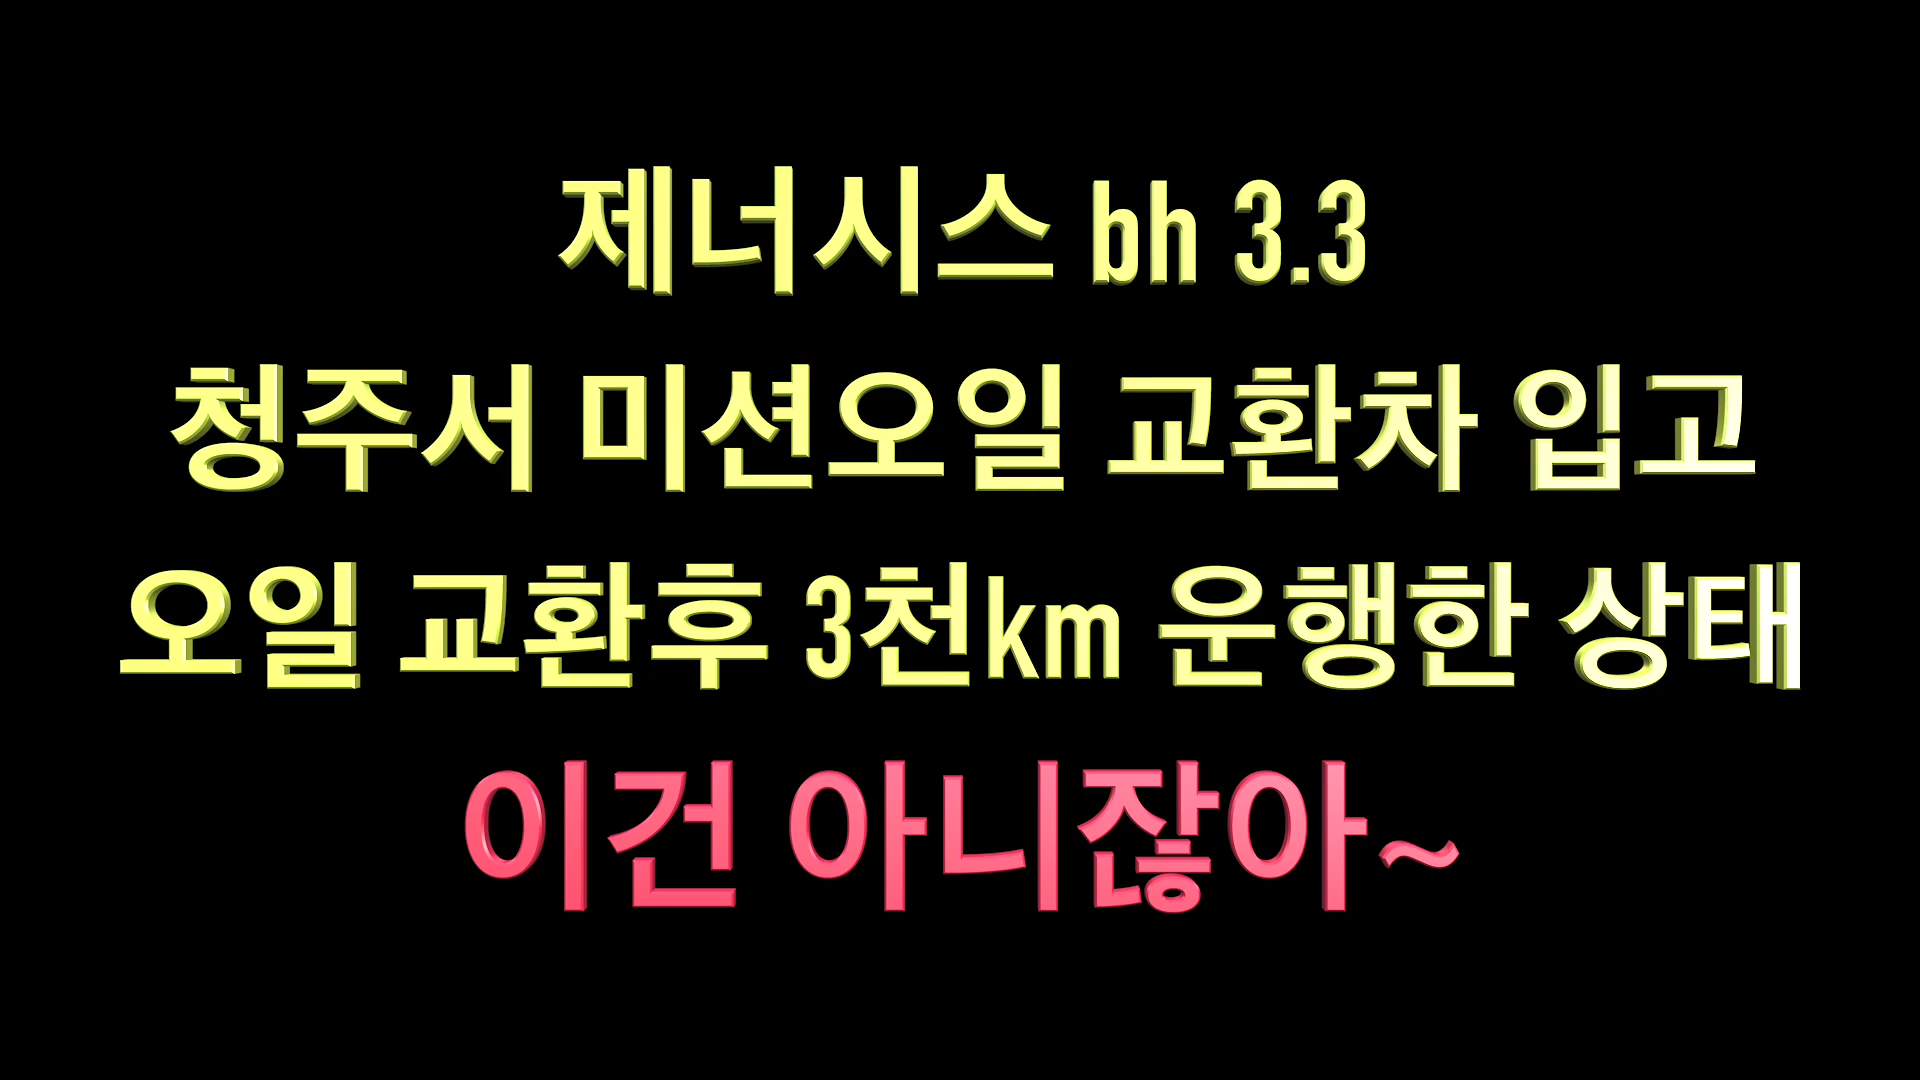 제너시스 bh 3.3
청주서 미션오일 교환차 입고
오일 교환후 3천km 운행한 상태
이건 아니잖아~